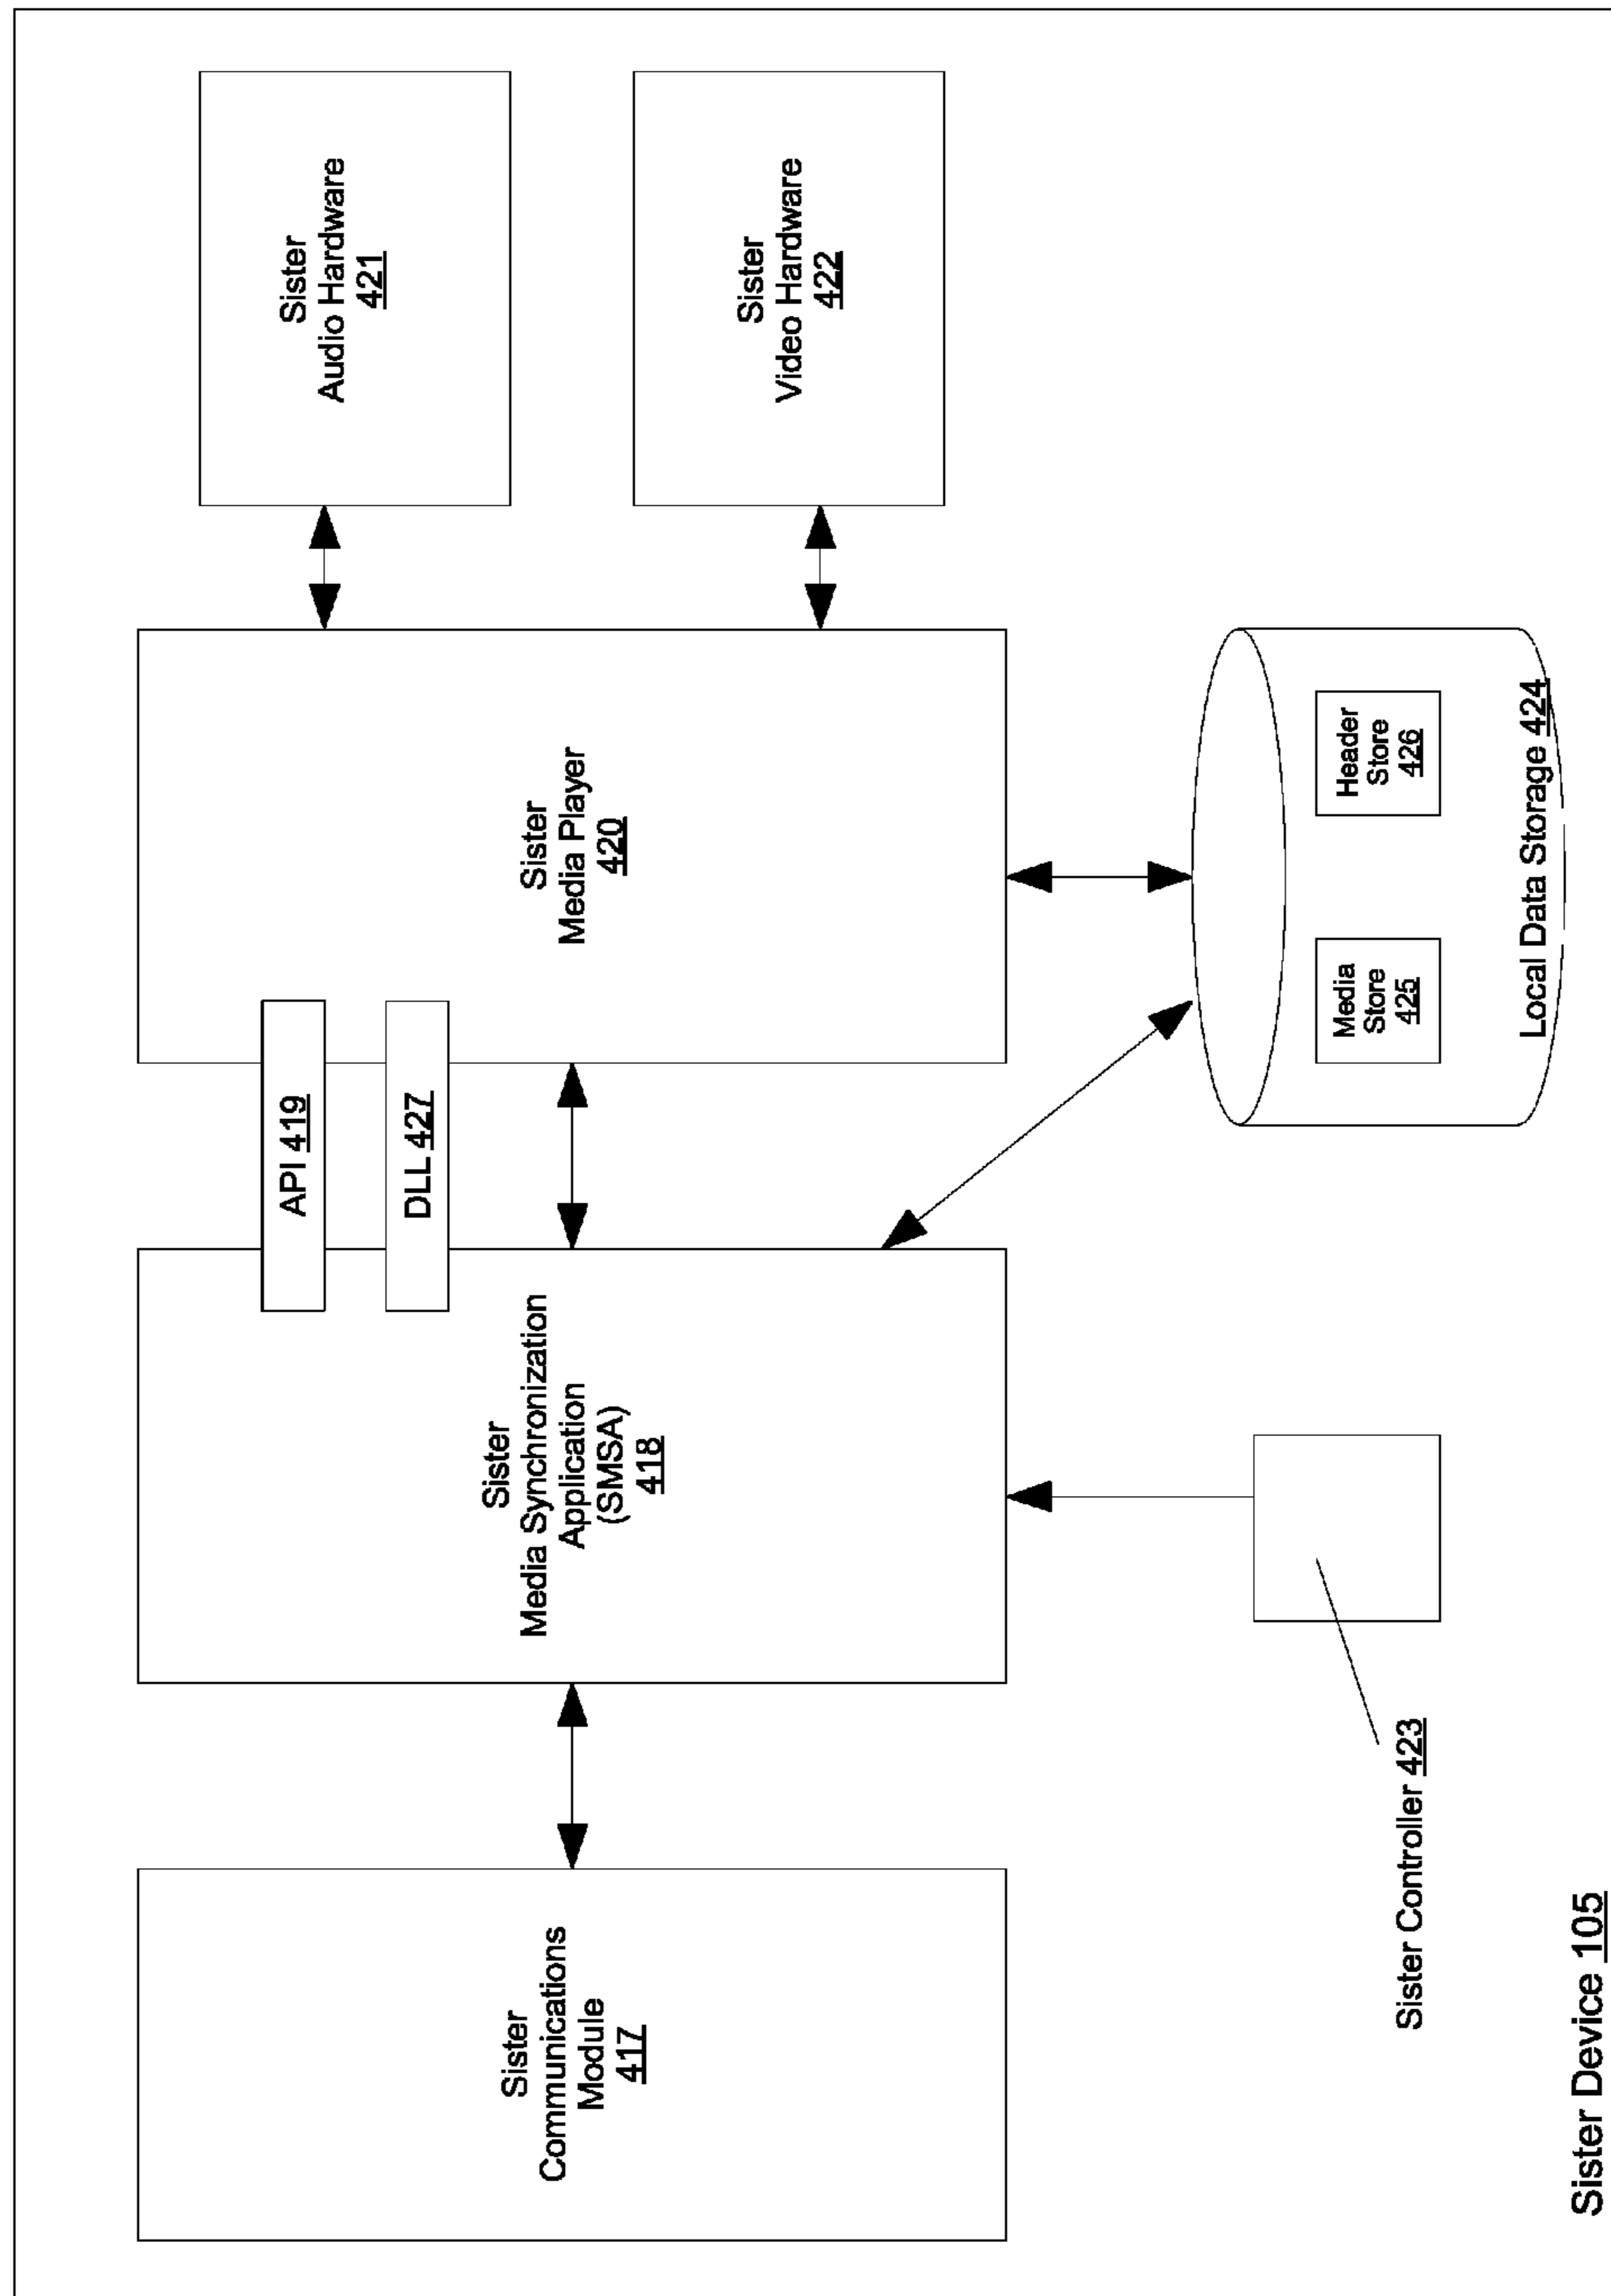 Sister
Communications
Module
417
Sister
Media Synchronization
Application
(SMSA)
418
API 419
DLL 427
Sister
Media Player
420
Sister
Audio Hardware
421
Sister
Video Hardware
422
Sister Controller 423
Media
Store
425
Header
Store
426
Local Data Storage 424
Sister Device 105